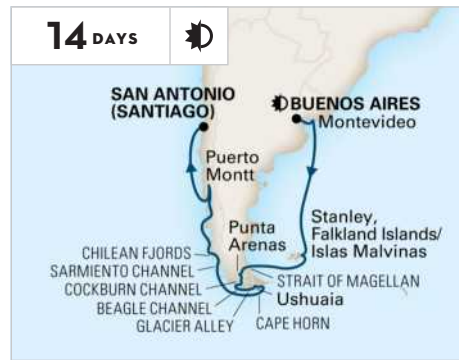 14 DAYS
SAN ANTONIO
(SANTIAGO)
BUENOS AIRES
Montevideo
Puerto
Montt
Punta
Arenas
Stanley,
Falkland Islands/
Islas Malvinas
CHILEAN FJORDS
SARMIENTO CHANNEL
COCKBURN CHANNEL
BEAGLE CHANNEL
GLACIER ALLEY
STRAIT OF MAGELLAN
Ushuaia
CAPE HORN